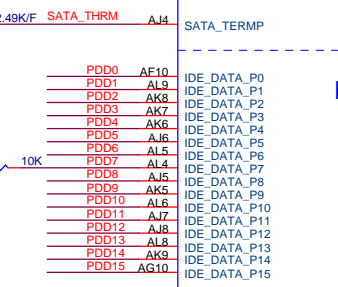 2.49K/F SATA_THRM AJ4 SATA_TERMP
PDD0 AF10 IDE_DATA_P0
PDD1 AL9 IDE_DATA_P1
PDD2 AK8 IDE_DATA_P2
PDD3 AK7 IDE_DATA_P3
PDD4 AK6 IDE_DATA_P4
PDD5 AJ6 IDE_DATA_P5
PDD6 AL5 IDE_DATA_P6
10K PDD7 AL4 IDE_DATA_P7
PDD8 AJ5 IDE_DATA_P8
PDD9 AK5 IDE_DATA_P9
PDD10 AL6 IDE_DATA_P10
PDD11 AJ7 IDE_DATA_P11
PDD12 AJ8 IDE_DATA_P12
PDD13 AL8 IDE_DATA_P13
PDD14 AK9 IDE_DATA_P14
PDD15 AG10 IDE_DATA_P15